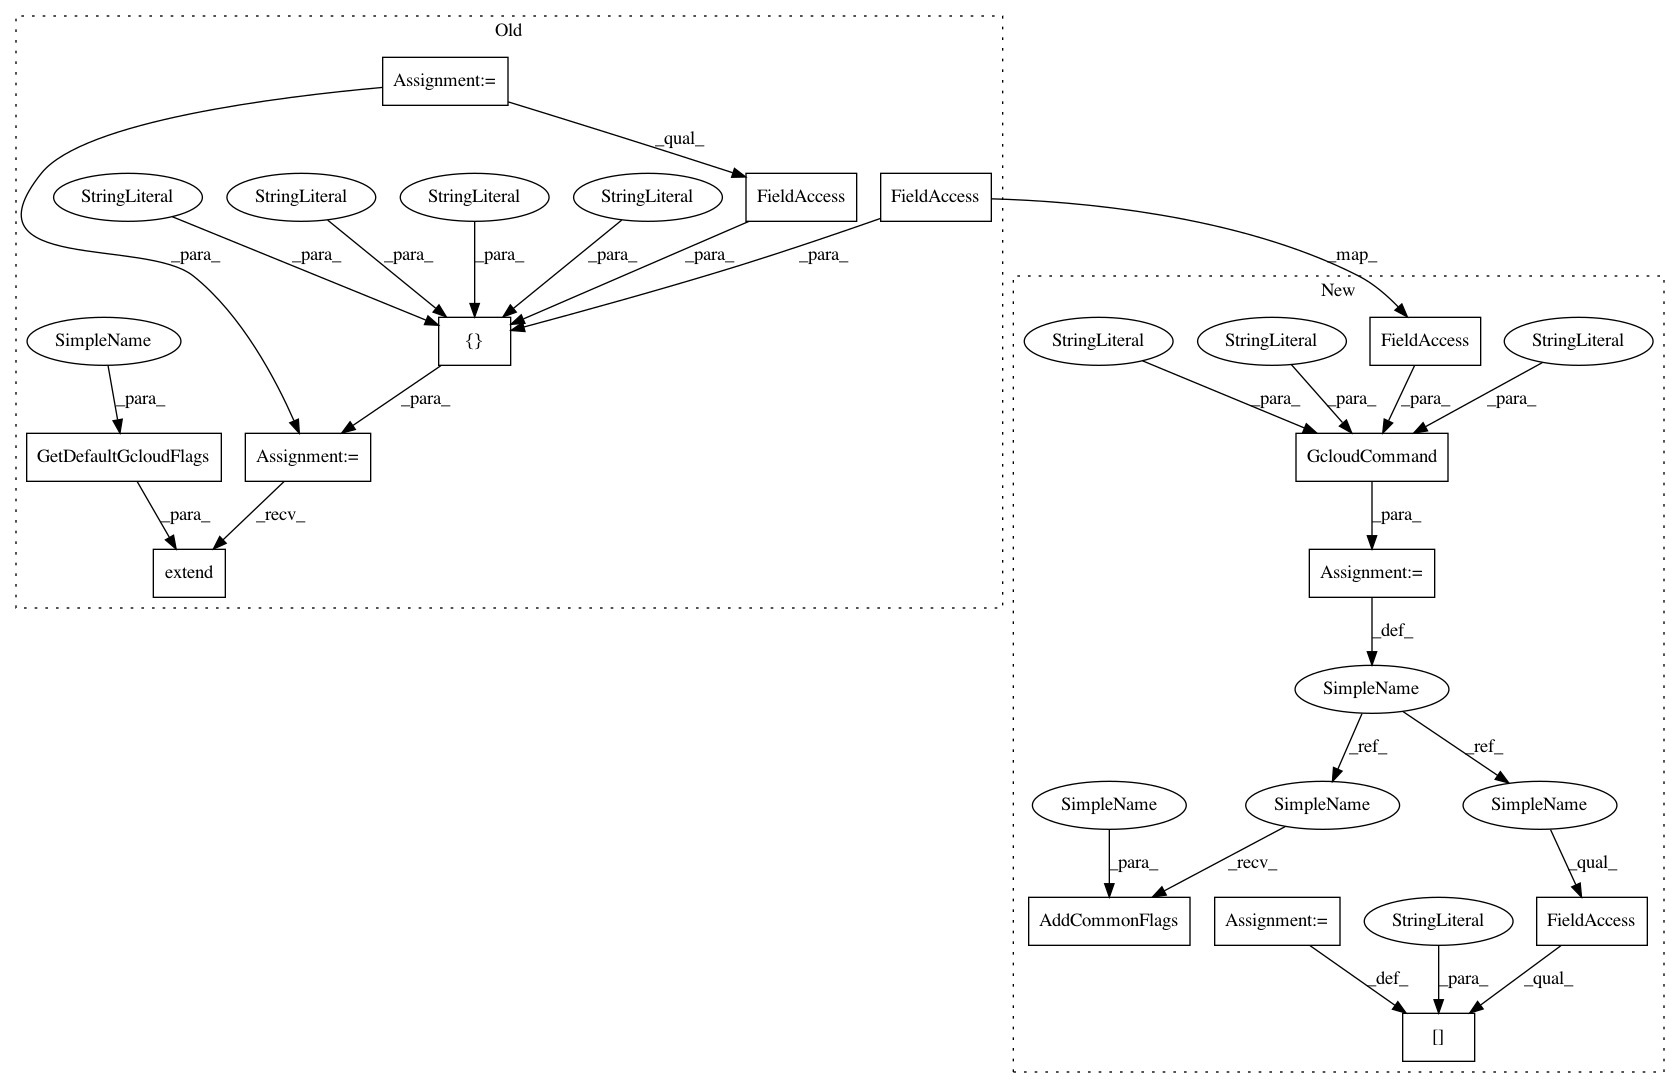 Old
Assignment:=
_qual_
StringLiteral
StringLiteral
StringLiteral
StringLiteral
FieldAccess
FieldAccess
_para_
_para_
_para_
_para_
_para_
_para_
_para_
_map_
New
SimpleName
{}
StringLiteral
StringLiteral
FieldAccess
StringLiteral
_para_
_para_
_para_
_para_
_para_
_para_
GetDefaultGcloudFlags
Assignment:=
GcloudCommand
_para_
_recv_
_para_
extend
Assignment:=
_def_
SimpleName
_ref_
_ref_
SimpleName
SimpleName
SimpleName
_para_
_recv_
_qual_
AddCommonFlags
Assignment:=
StringLiteral
FieldAccess
_def_
_para_
_qual_
[]